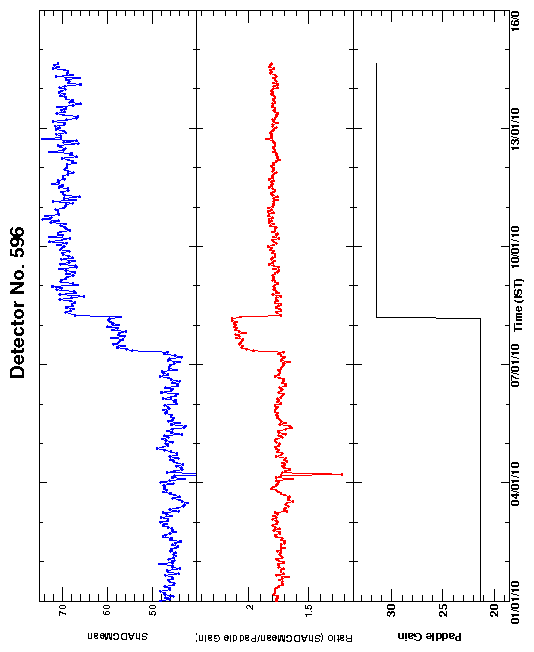 Detector No. 596
70
60
50
ShADCMean
2
1.5
Ratio (ShADCMean/Paddle Gain)
30
25
20
Paddle Gain
01/01/10
04/01/10
07/01/10
10/01/10
13/01/10
16/0
Time (IST)